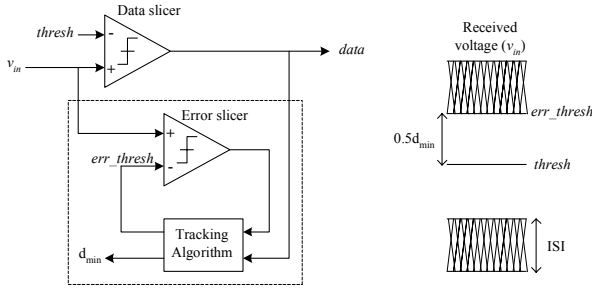 Data slicer
thresh
-
+
v_in
data
Error slicer
+
-
err_thresh
Tracking
Algorithm
d_min
Received
voltage (v_in)
err_thresh
0.5d_min
thresh
ISI